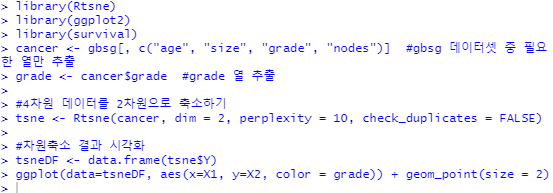 > library(Rtsne)
> library(ggplot2)
> library(survival)
> cancer <- gbsg[, c("age", "size", "grade", "nodes")]  #gbsg 데이터셋 중 필요
한 열만 추출
> grade <- cancer$grade  #grade 열 추출
>
> #4차원 데이터를 2차원으로 축소하기
> tsne <- Rtsne(cancer, dim = 2, perplexity = 10, check_duplicates = FALSE)
>
> #차원축소 결과 시각화
> tsneDF <- data.frame(tsne$Y)
> ggplot(data=tsneDF, aes(x=X1, y=X2, color = grade)) + geom_point(size = 2)
>